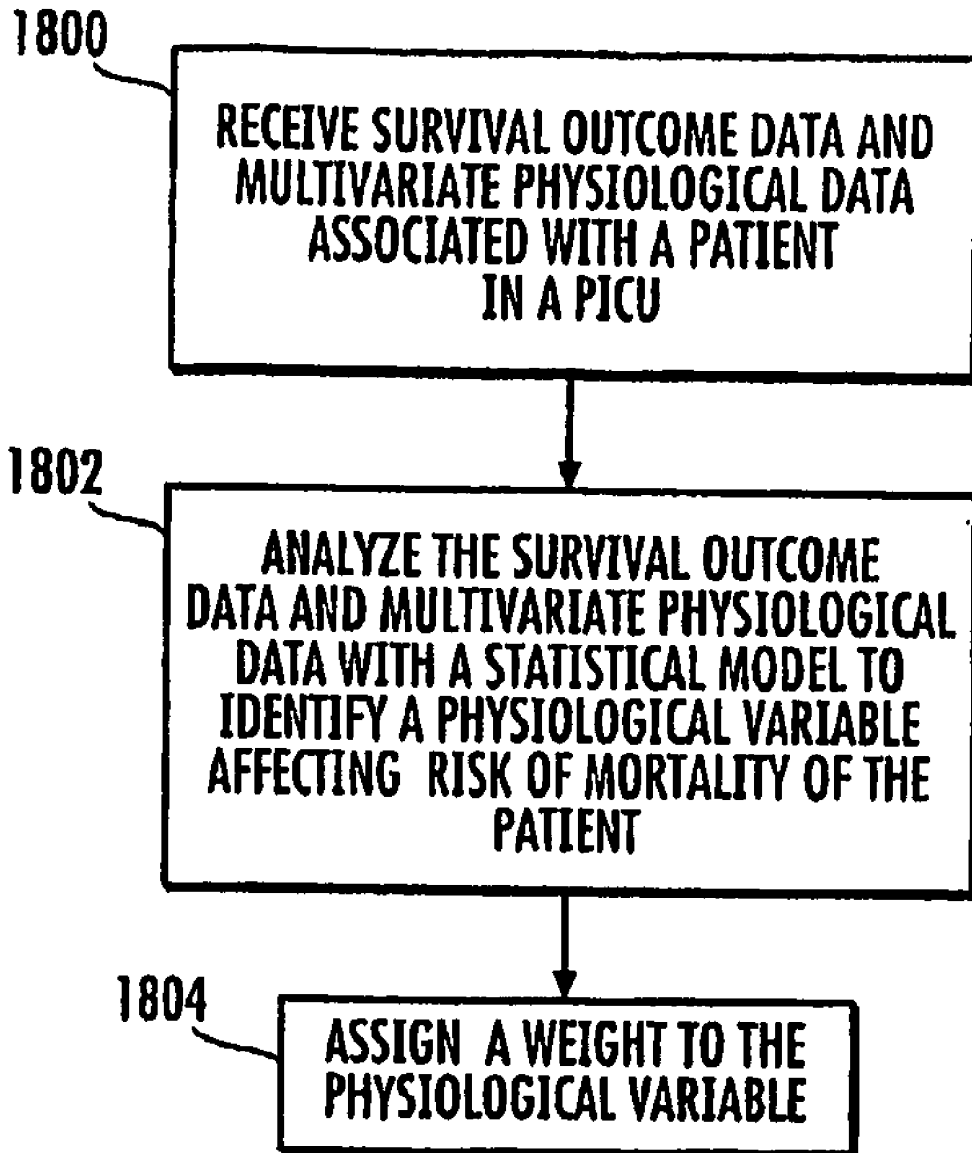 1800
RECEIVE SURVIVAL OUTCOME DATA AND
MULTIVARIATE PHYSIOLOGICAL DATA
ASSOCIATED WITH A PATIENT
IN A PICU
1802
ANALYZE THE SURVIVAL OUTCOME
DATA AND MULTIVARIATE PHYSIOLOGICAL
DATA WITH A STATISTICAL MODEL TO
IDENTIFY A PHYSIOLOGICAL VARIABLE
AFFECTING RISK OF MORTALITY OF THE
PATIENT
1804
ASSIGN A WEIGHT TO THE
PHYSIOLOGICAL VARIABLE